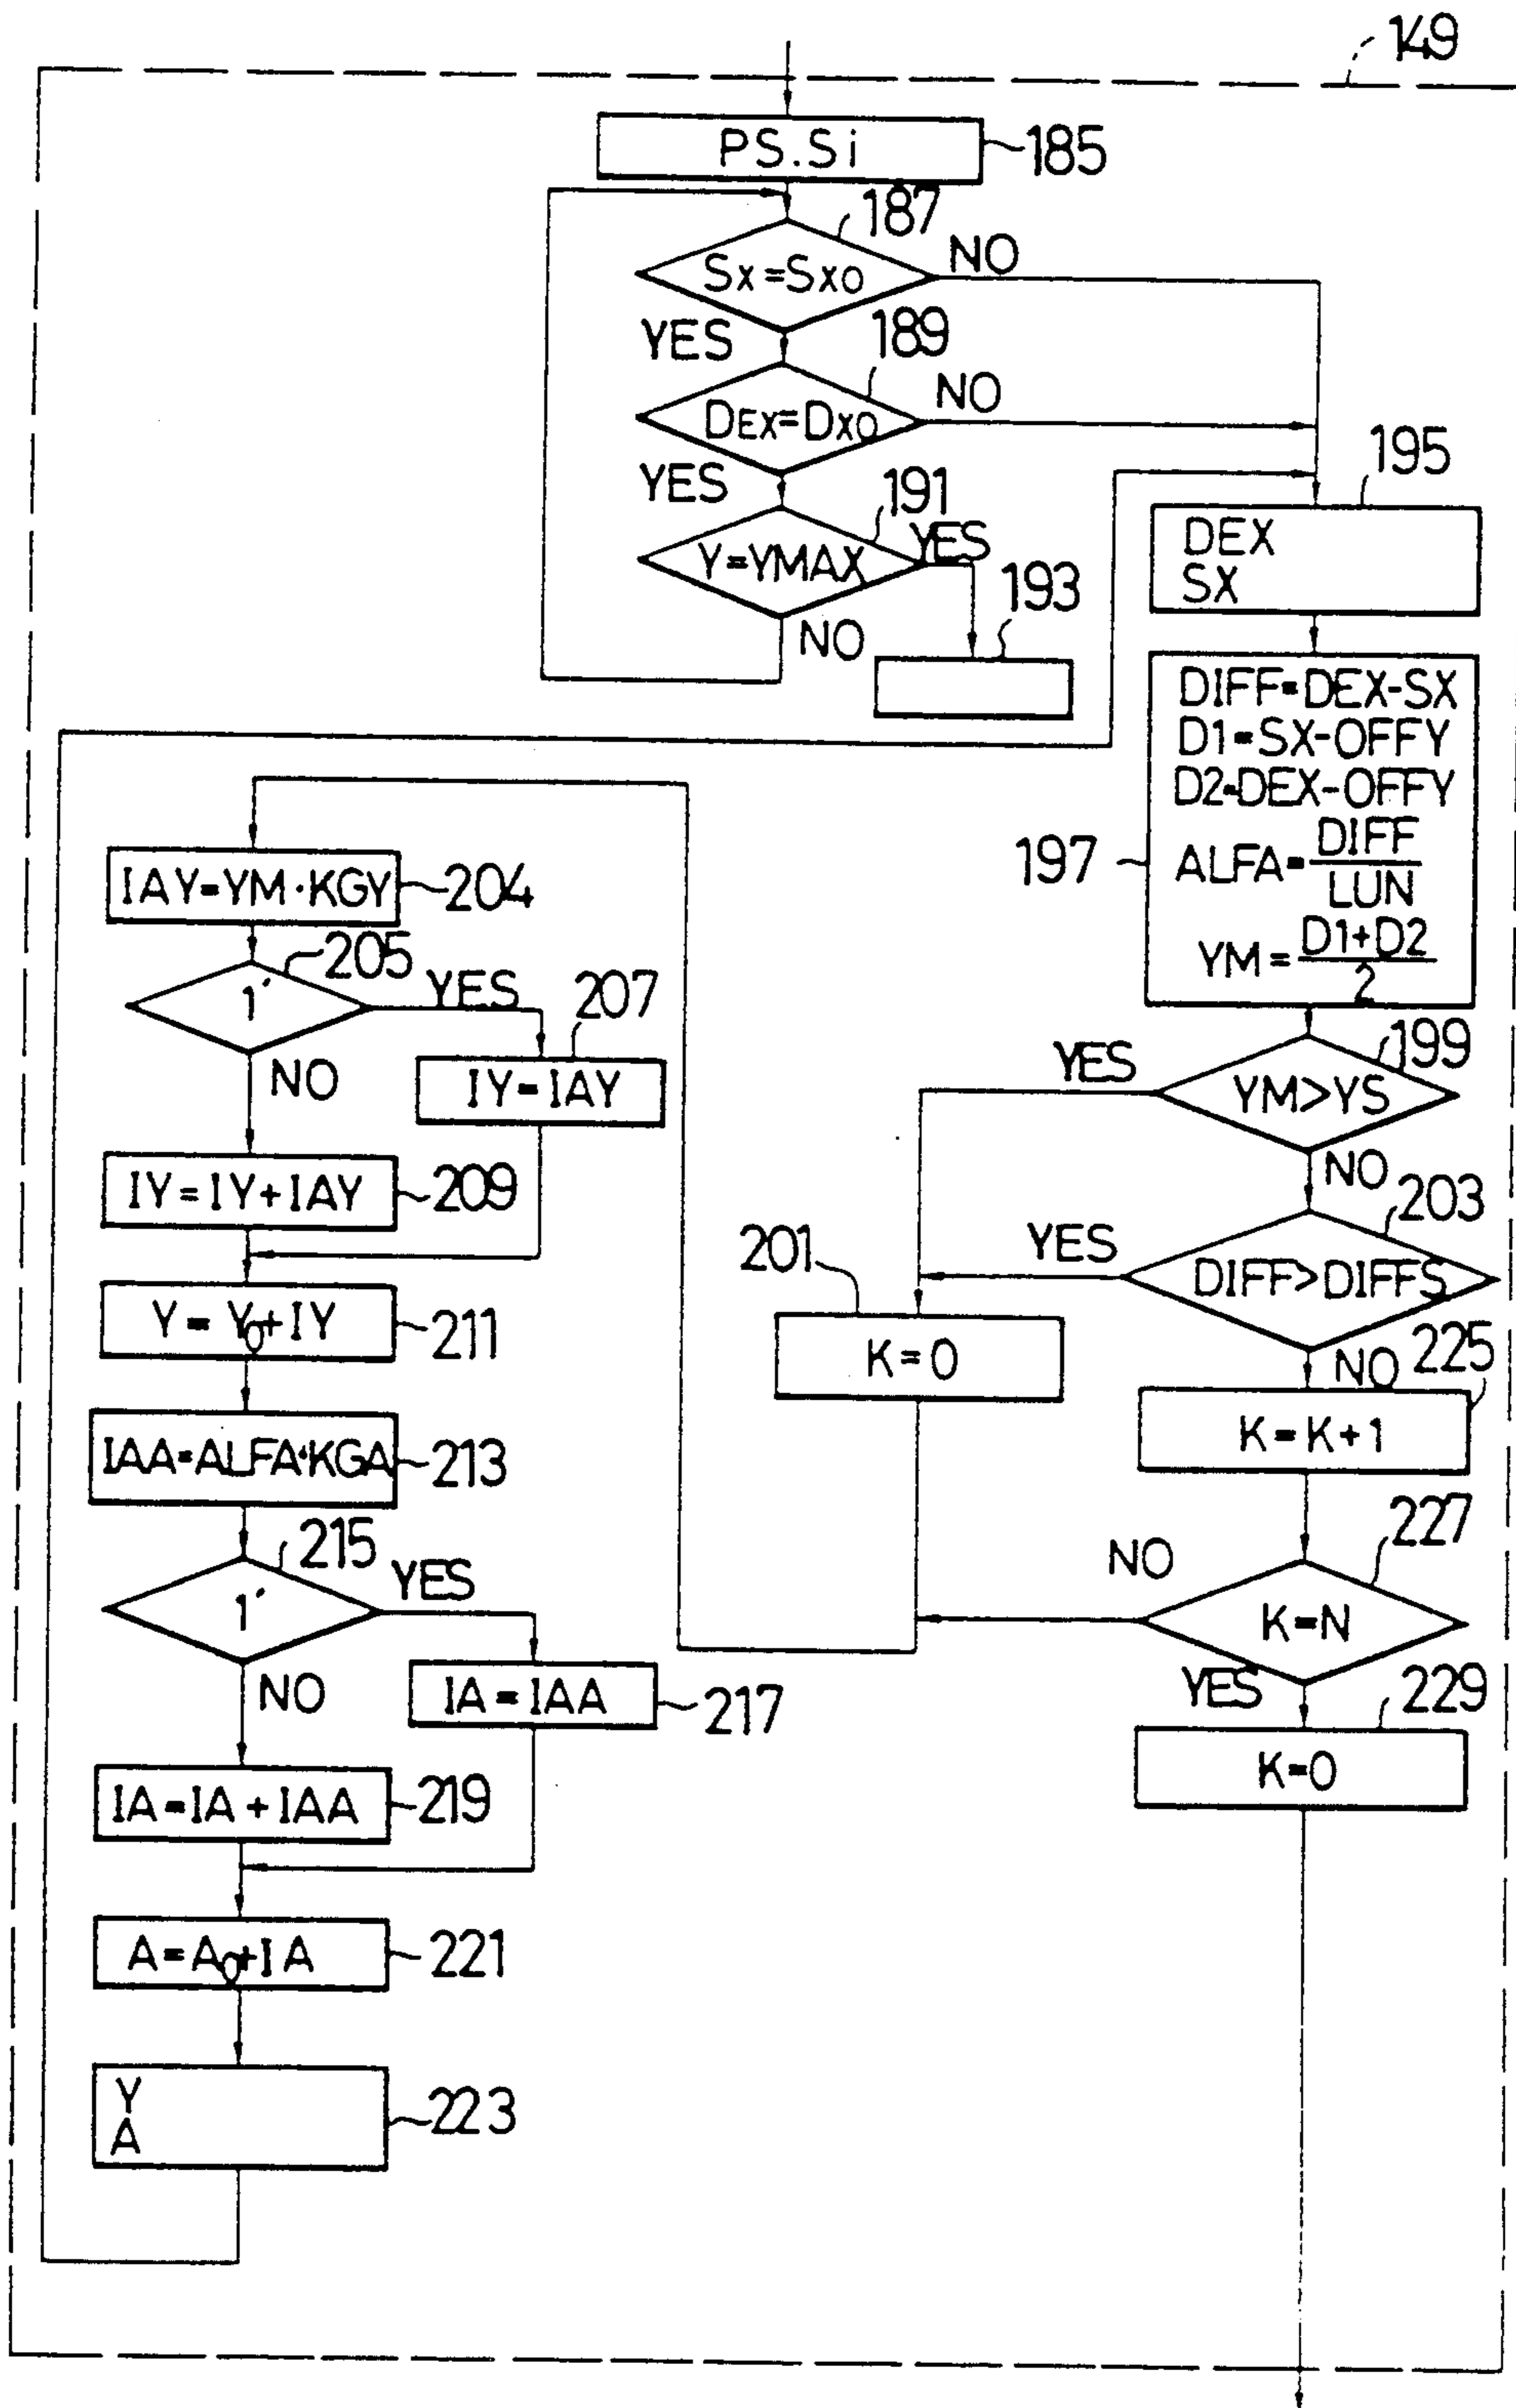 149
PS.Si
185
187
Sx=Sxo
NO
YES
189
DEX=DXO
NO
YES
191
Y=YMAX
YES
NO
193
195
DEX
SX
197
DIFF=DEX-SX
D1=SX-OFFY
D2=DEX-OFFY
ALFA=DIFF
LUN
YM=D1+D2
2
199
YES
YM>YS
NO
203
YES
DIFF>DIFFS
NO
201
K=0
225
K=K+1
227
NO
K=N
YES
229
K=0
IAY=YM·KGY
204
205
1'
YES
NO
207
IY=IAY
IY=IY+IAY
209
Y=Yo+IY
211
IAA=ALFA·KGA
213
215
1'
YES
NO
IA=IAA
217
IA=IA+IAA
219
A=Ao+IA
221
Y
A
223